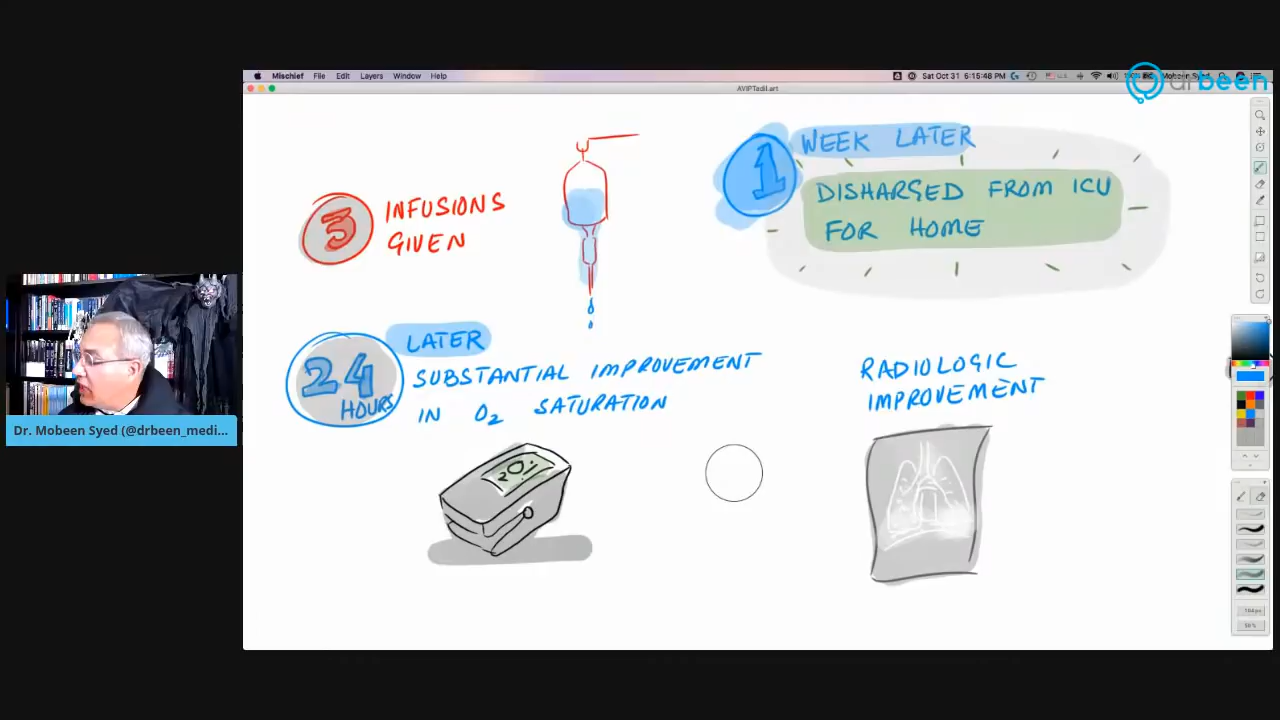 Mischief File Edit Layers Window Help
Sat Oct 31 6:15:48 PM
Mobeen Syed
drbeen
AVIPTedil.art
3 INFUSIONS
GIVEN
1 WEEK LATER
DISHARGED FROM ICU
FOR HOME
24 HOURS LATER
SUBSTANTIAL IMPROVEMENT
IN O2 SATURATION
RADIOLOGIC
IMPROVEMENT
Dr. Mobeen Syed (@drbeen_medi...